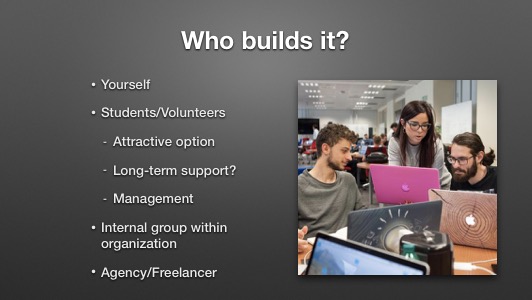 Who builds it?
• Yourself
• Students/Volunteers
- Attractive option
- Long-term support?
- Management
• Internal group within
organization
• Agency/Freelancer